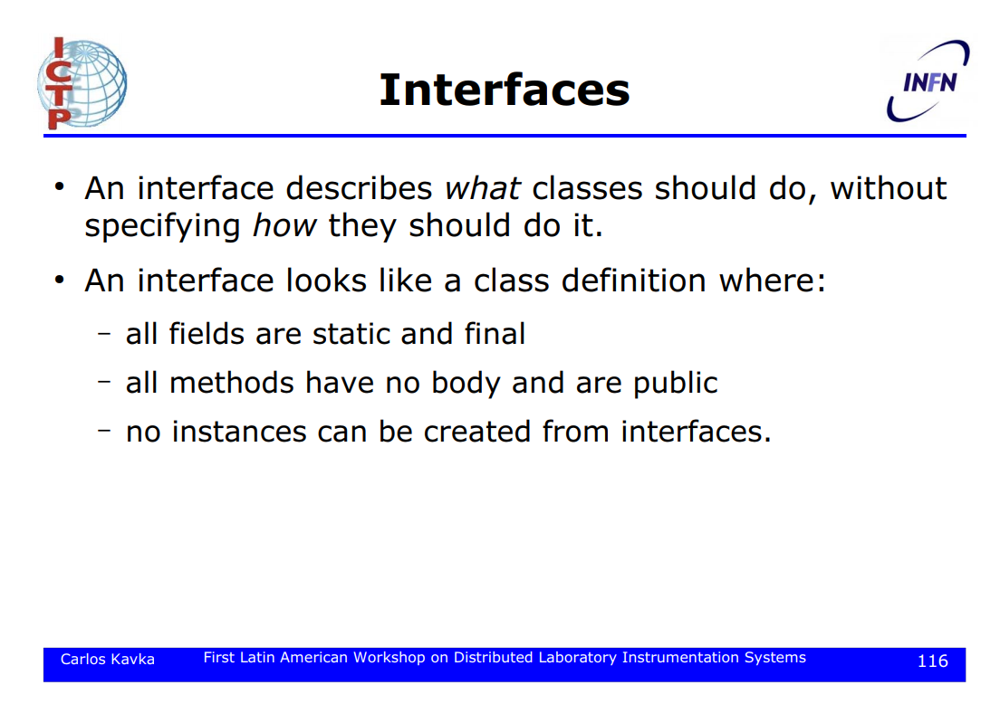 ICTP
Interfaces
INFN
• An interface describes what classes should do, without
specifying how they should do it.
• An interface looks like a class definition where:
– all fields are static and final
– all methods have no body and are public
– no instances can be created from interfaces.
Carlos Kavka
First Latin American Workshop on Distributed Laboratory Instrumentation Systems
116